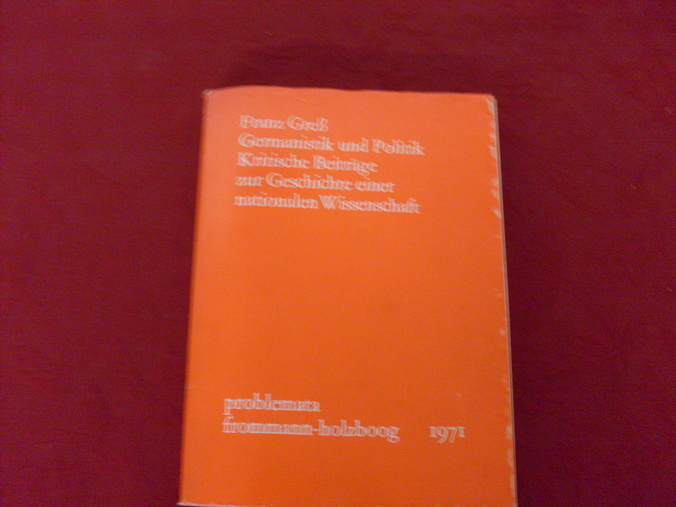 Franz Greß
Germanistik und Politik
Kritische Beiträge
zur Geschichte einer
nationalen Wissenschaft
problemata
frommann-holzboog 1971